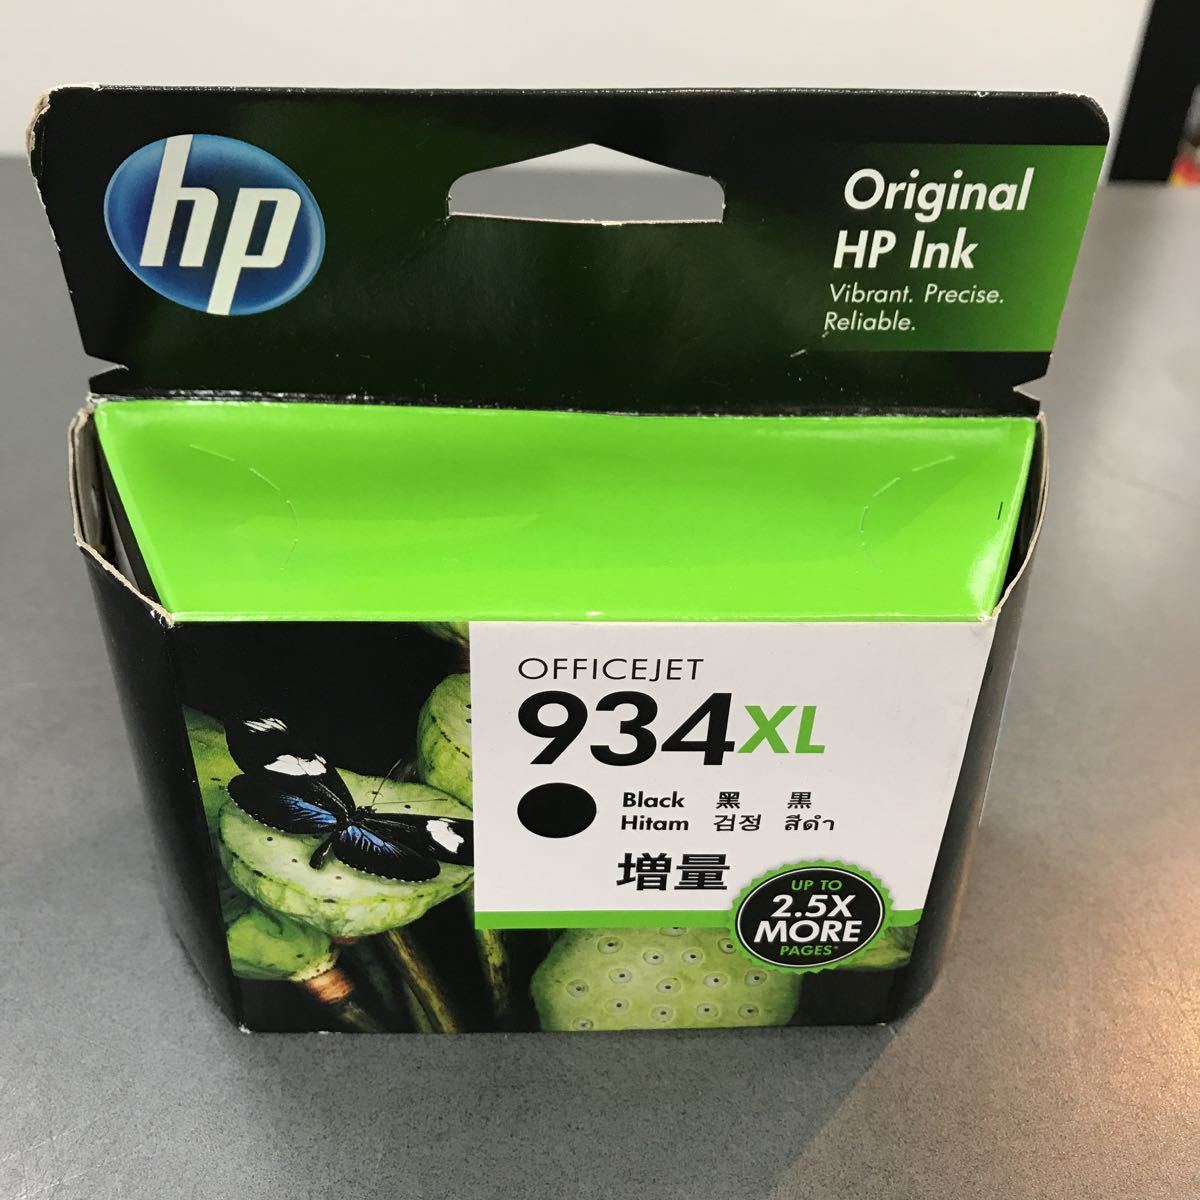 hp
Original
HP Ink
Vibrant. Precise.
Reliable.
OFFICEJET
934XL
Black 黑 黒
Hitam 검정 สีดำ
増量
UP TO
2.5X
MORE
PAGES*